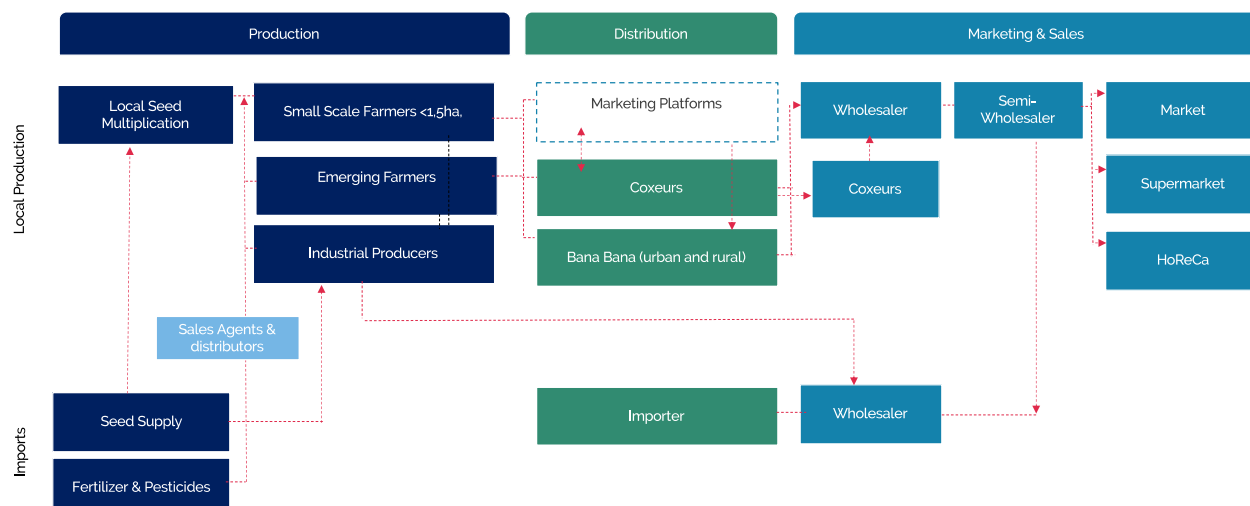 Production
Distribution
Marketing & Sales
Local Production
Local Seed
Multiplication
Small Scale Farmers <1,5ha,
Marketing Platforms
Wholesaler
Semi-
Wholesaler
Market
Emerging Farmers
Coxeurs
Coxeurs
Supermarket
Industrial Producers
Bana Bana (urban and rural)
HoReCa
Sales Agents &
distributors
Imports
Seed Supply
Importer
Wholesaler
Fertilizer & Pesticides